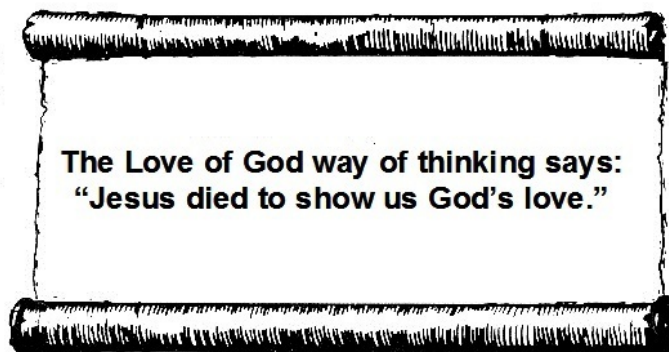 The Love of God way of thinking says:
“Jesus died to show us God’s love.”